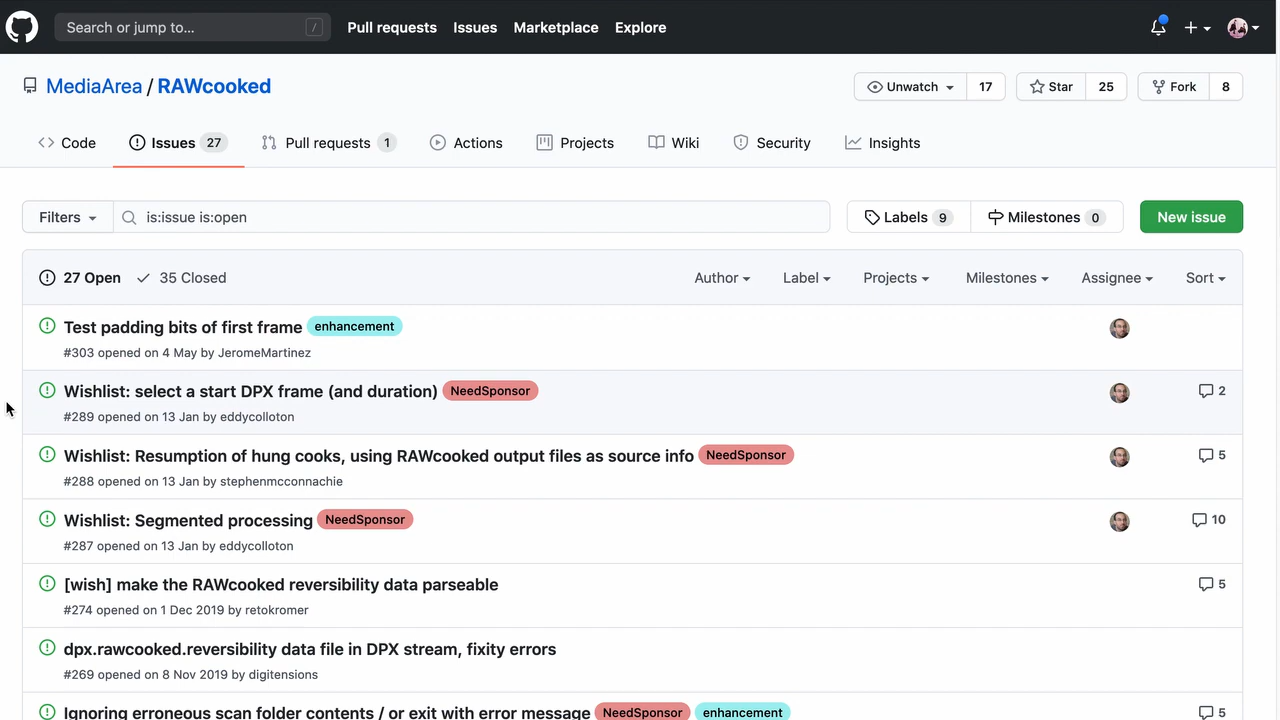 Search or jump to... / Pull requests Issues Marketplace Explore
MediaArea / RAWcooked Unwatch 17 Star 25 Fork 8
Code Issues 27 Pull requests 1 Actions Projects Wiki Security Insights
Filters is:issue is:open Labels 9 Milestones 0 New issue
27 Open 35 Closed Author Label Projects Milestones Assignee Sort
Test padding bits of first frame enhancement
#303 opened on 4 May by JeromeMartinez
Wishlist: select a start DPX frame (and duration) NeedSponsor 2
#289 opened on 13 Jan by eddycolloton
Wishlist: Resumption of hung cooks, using RAWcooked output files as source info NeedSponsor 5
#288 opened on 13 Jan by stephenmcconnachie
Wishlist: Segmented processing NeedSponsor 10
#287 opened on 13 Jan by eddycolloton
[wish] make the RAWcooked reversibility data parseable 5
#274 opened on 1 Dec 2019 by retokromer
dpx.rawcooked.reversibility data file in DPX stream, fixity errors
#269 opened on 8 Nov 2019 by digitensions
Ignoring erroneous scan folder contents / or exit with error message NeedSponsor enhancement 5